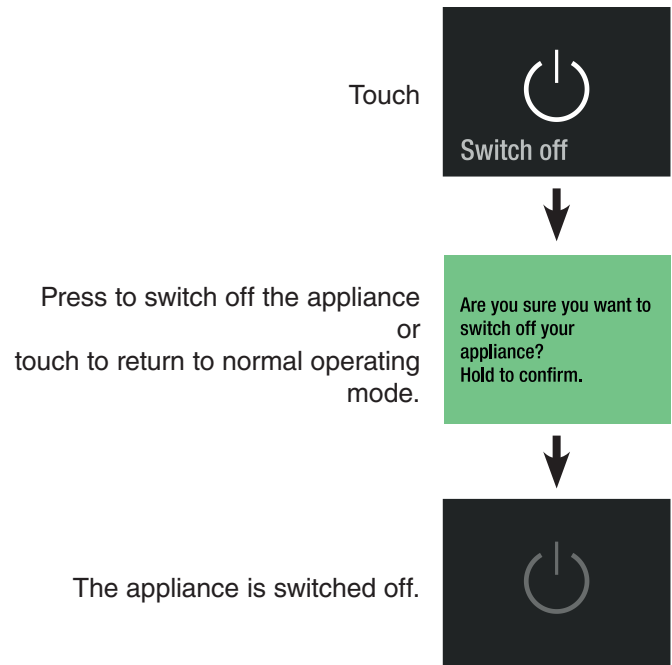 Touch
Switch off
Press to switch off the appliance
or
touch to return to normal operating
mode.
Are you sure you want to
switch off your
appliance?
Hold to confirm.
The appliance is switched off.